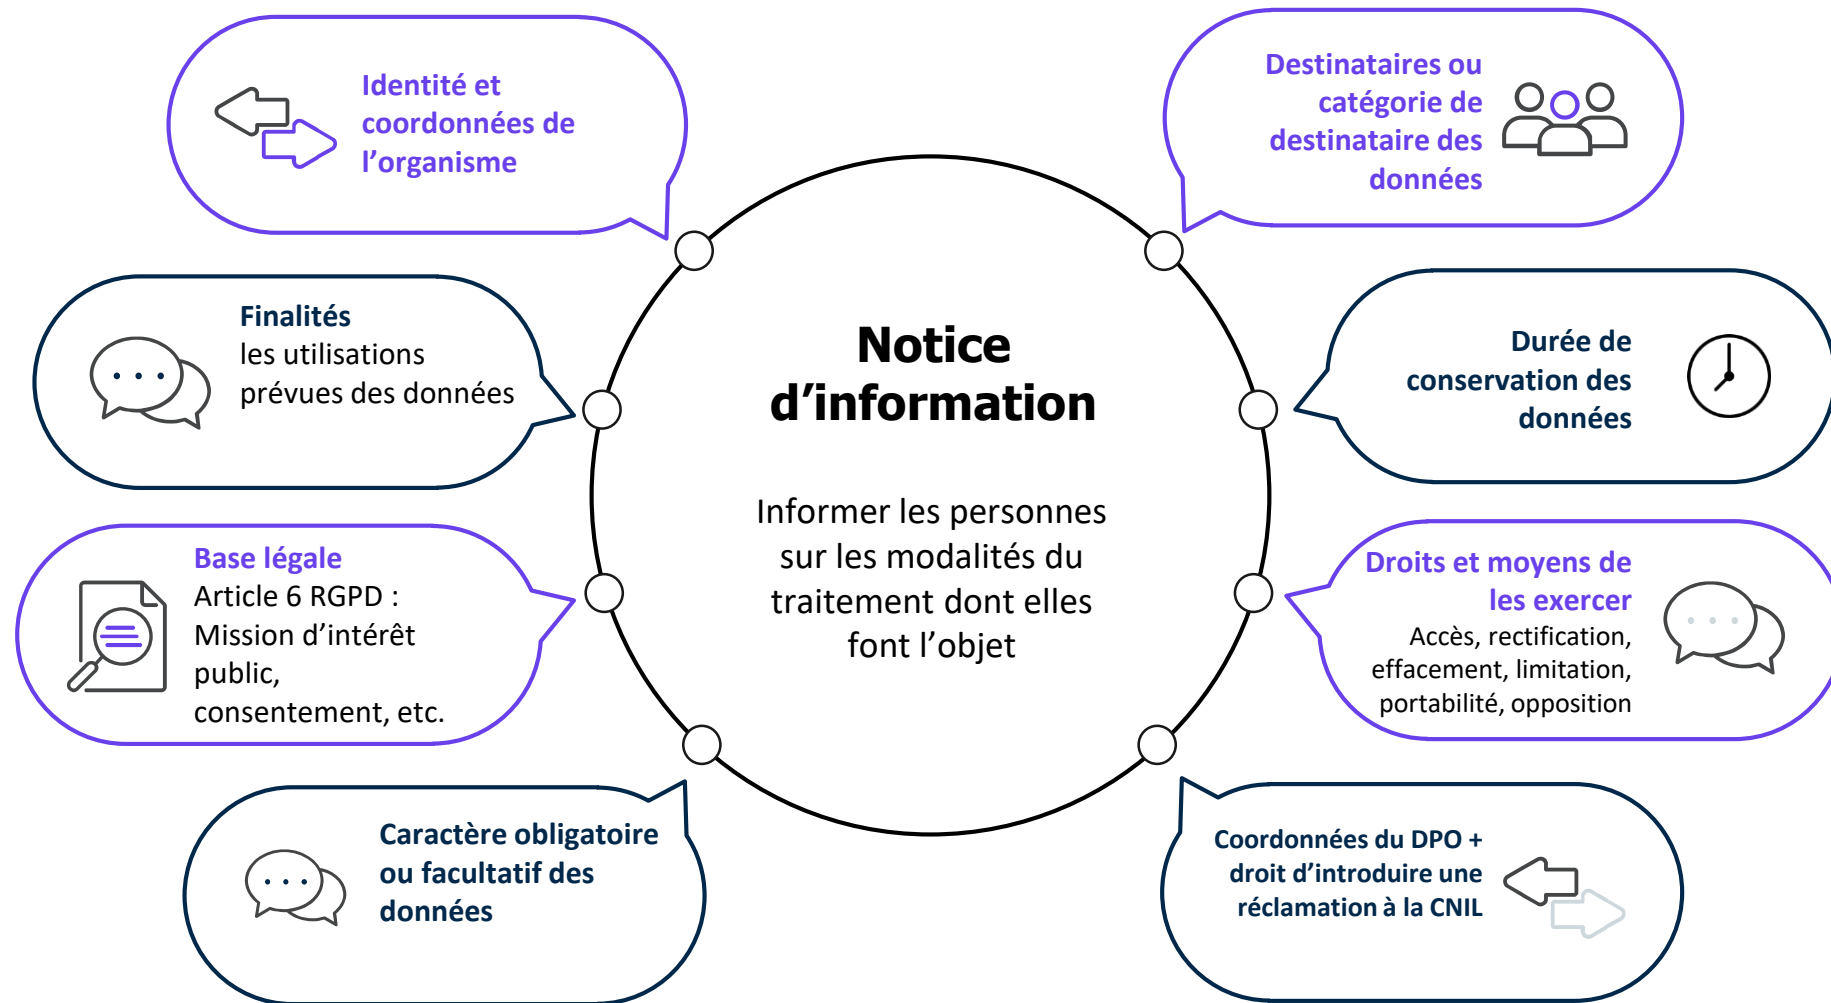 Identité et
coordonnées de
l’organisme
Finalités
les utilisations
prévues des données
Base légale
Article 6 RGPD :
Mission d’intérêt
public,
consentement, etc.
Caractère obligatoire
ou facultatif des
données
Notice
d’information
Informer les personnes
sur les modalités du
traitement dont elles
font l’objet
Destinataires ou
catégorie de
destinataire des
données
Durée de
conservation des
données
Droits et moyens de
les exercer
Accès, rectification,
effacement, limitation,
portabilité, opposition
Coordonnées du DPO +
droit d’introduire une
réclamation à la CNIL